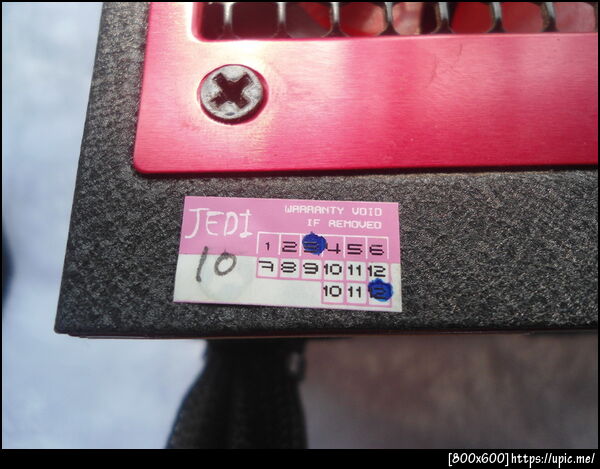 WARRANTY VOID
IF REMOVED
JEDI
1 2 3 4 5 6
10
7 8 9 10 11 12
10 11
[800x600]https://upic.me/